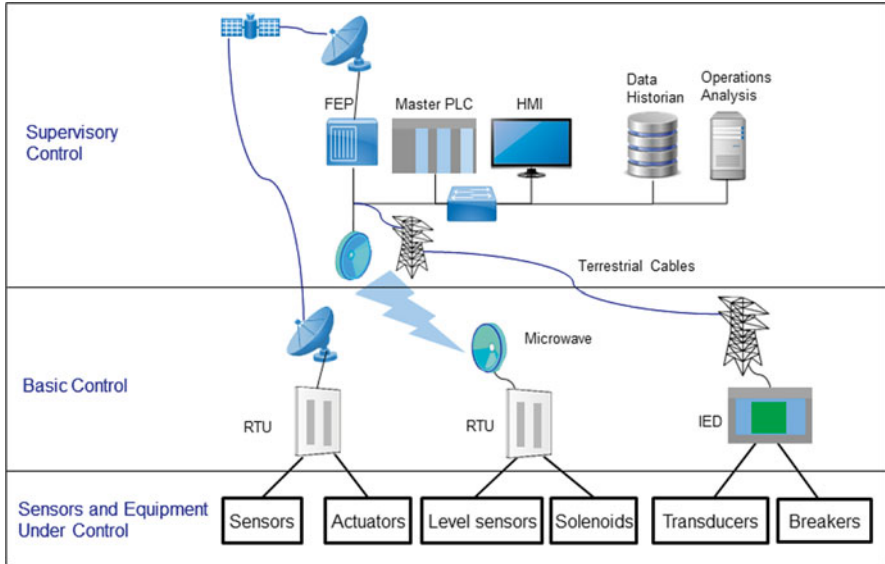 Data
Historian
Operations
Analysis
FEP
Master PLC
HMI
Supervisory
Control
Terrestrial Cables
Microwave
Basic Control
RTU
RTU
IED
Sensors and Equipment
Under Control
Sensors
Actuators
Level sensors
Solenoids
Transducers
Breakers